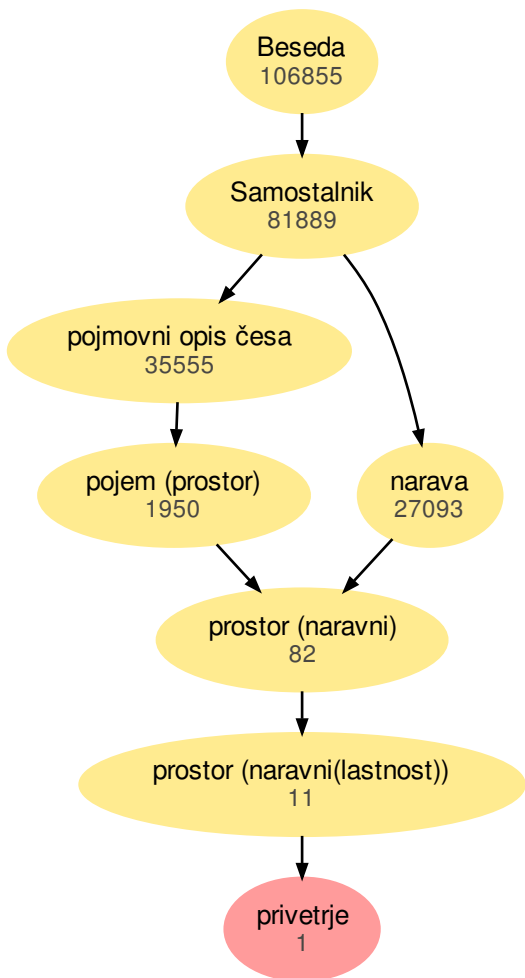 Beseda
106855
Samostalnik
81889
pojmovni opis česa
35555
pojem (prostor)
1950
narava
27093
prostor (naravni)
82
prostor (naravni(lastnost))
11
privetrje
1